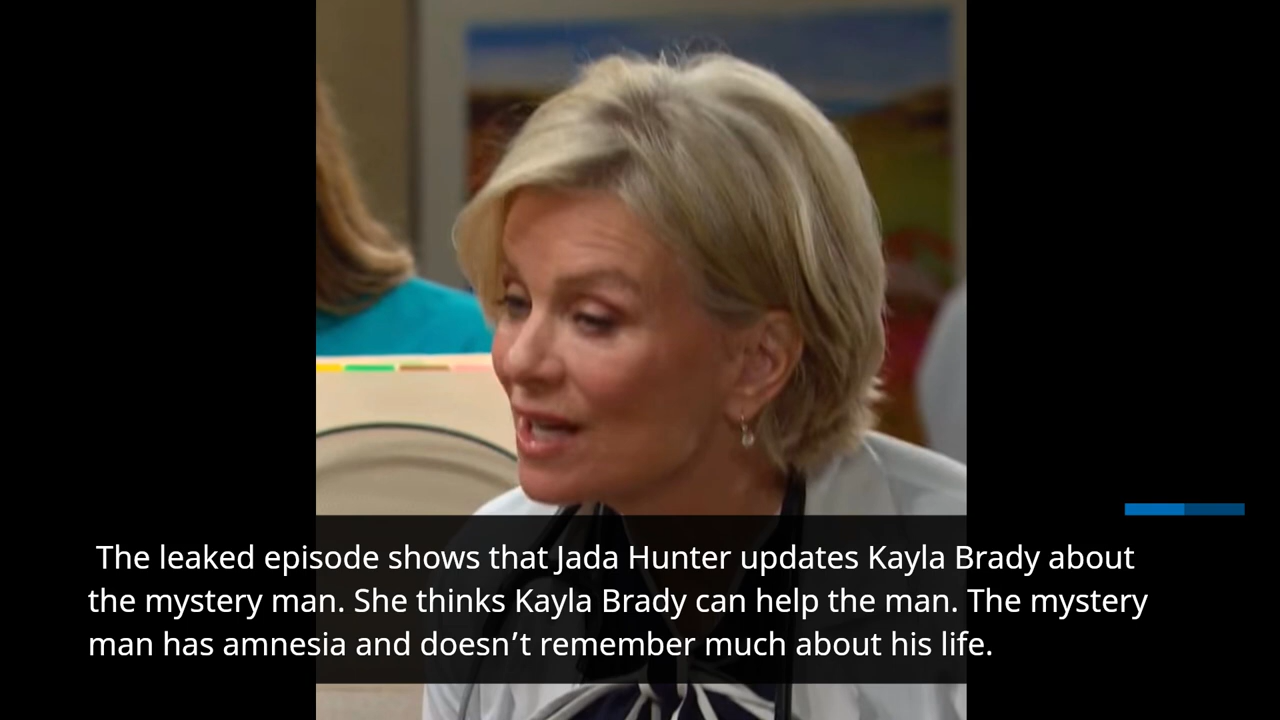 The leaked episode shows that Jada Hunter updates Kayla Brady about
the mystery man. She thinks Kayla Brady can help the man. The mystery
man has amnesia and doesn’t remember much about his life.